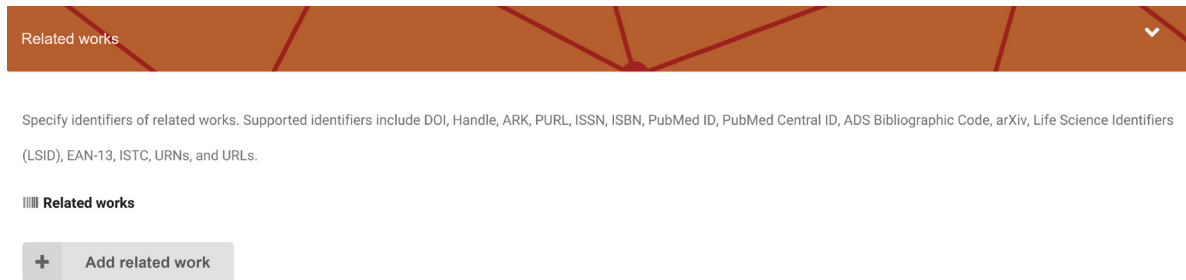 Related works
Specify identifiers of related works. Supported identifiers include DOI, Handle, ARK, PURL, ISSN, ISBN, PubMed ID, PubMed Central ID, ADS Bibliographic Code, arXiv, Life Science Identifiers
(LSID), EAN-13, ISTC, URNs, and URLs.
Related works
Add related work